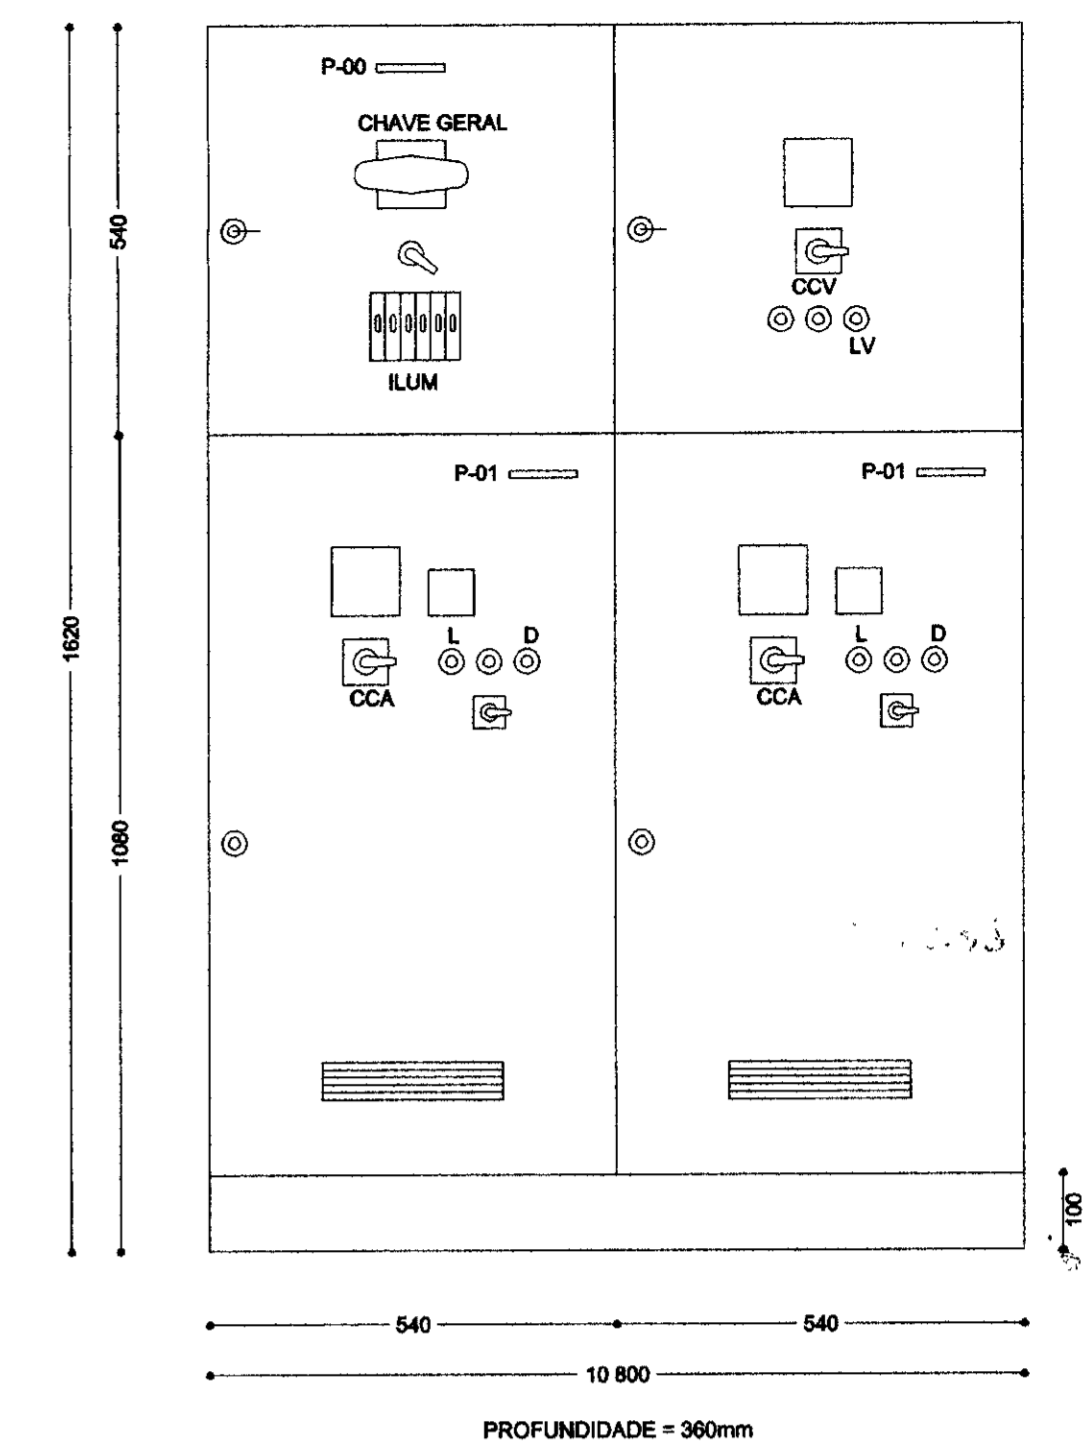 P-00
CHAVE GERAL
ILUM
CCV
LV
540
P-01
P-01
L D
CCA
L D
CCA
1620
1080
100
540
540
10 800
PROFUNDIDADE = 360mm